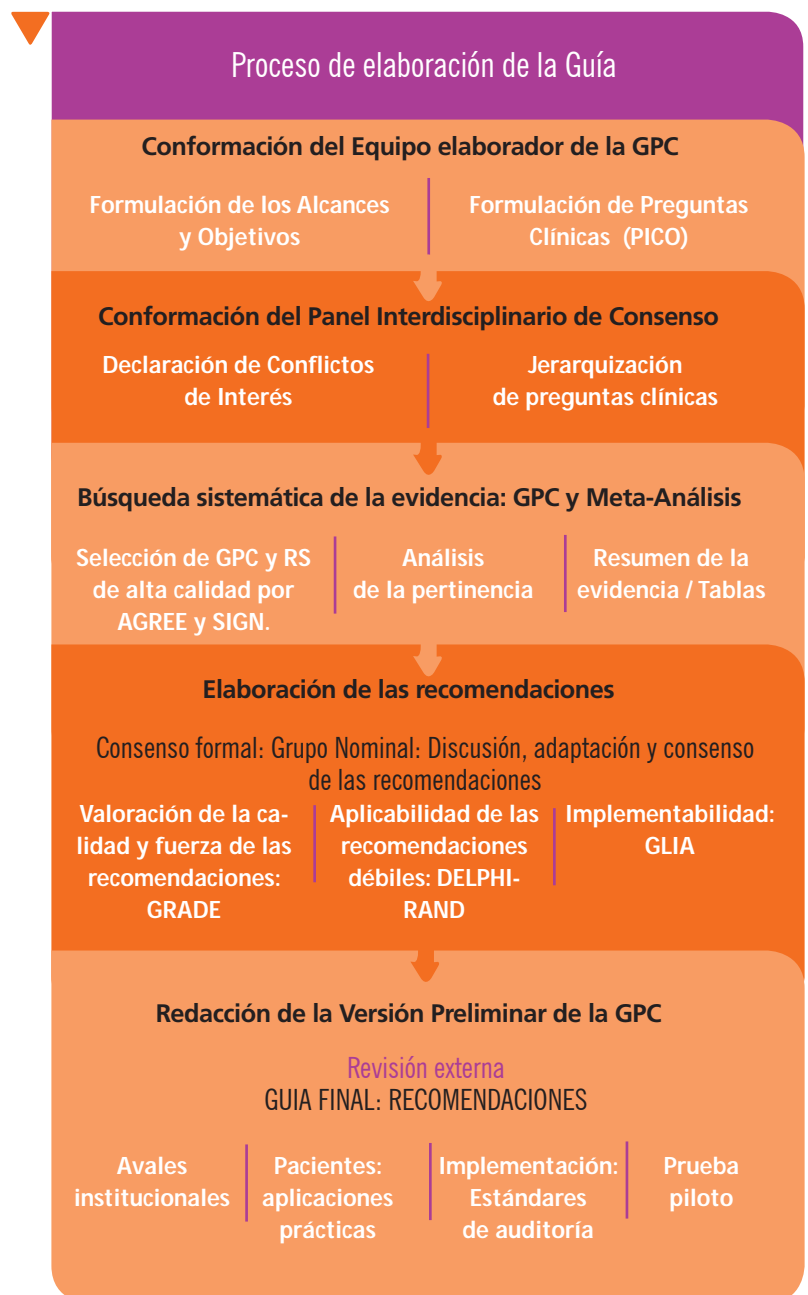 Proceso de elaboración de la Guía
Conformación del Equipo elaborador de la GPC
Formulación de los Alcances
y Objetivos
Formulación de Preguntas
Clínicas (PICO)
Conformación del Panel Interdisciplinario de Consenso
Declaración de Conflictos
de Interés
Jerarquización
de preguntas clínicas
Búsqueda sistemática de la evidencia: GPC y Meta-Análisis
Selección de GPC y RS
de alta calidad por
AGREE y SIGN.
Análisis
de la pertinencia
Resumen de la
evidencia / Tablas
Elaboración de las recomendaciones
Consenso formal: Grupo Nominal: Discusión, adaptación y consenso
de las recomendaciones
Valoración de la ca-
lidad y fuerza de las
recomendaciones:
GRADE
Aplicabilidad de las
recomendaciones
débiles: DELPHI-
RAND
Implementabilidad:
GLIA
Redacción de la Versión Preliminar de la GPC
Revisión externa
GUIA FINAL: RECOMENDACIONES
Avales
institucionales
Pacientes:
aplicaciones
prácticas
Implementación:
Estándares
de auditoría
Prueba
piloto